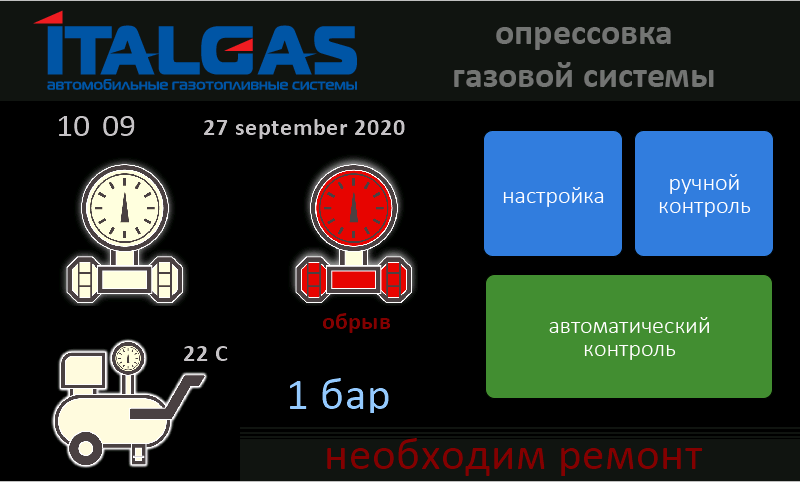 ITALGAS
автомобильные газотопливные системы
опрессовка
газовой системы
10 09
27 september 2020
настройка
ручной
контроль
обрыв
автоматический
контроль
22 C
1 бар
необходим ремонт